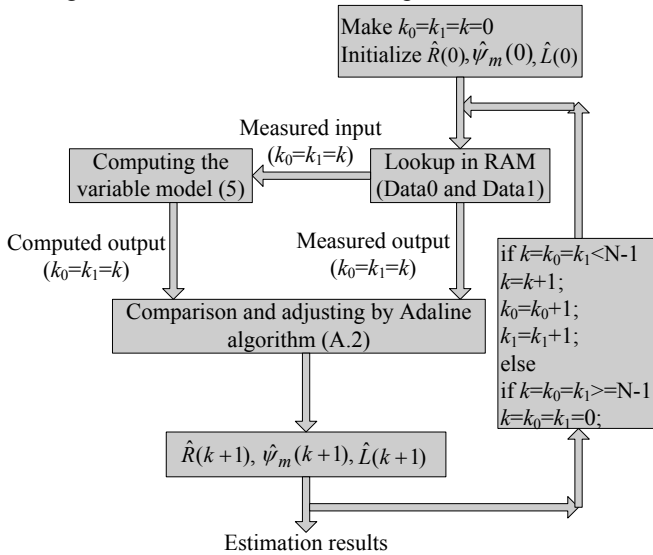 Make k₀=k₁=k=0
Initialize R̂(0), ψ̂ₘ(0), L̂(0)
Measured input
(k₀=k₁=k)
Computing the
variable model (5)
Lookup in RAM
(Data0 and Data1)
Computed output
(k₀=k₁=k)
Measured output
(k₀=k₁=k)
if k=k₀=k₁<N-1
k=k+1;
k₀=k₀+1;
k₁=k₁+1;
else
if k=k₀=k₁>=N-1
k=k₀=k₁=0;
Comparison and adjusting by Adaline
algorithm (A.2)
R̂(k+1), ψ̂ₘ(k+1), L̂(k+1)
Estimation results